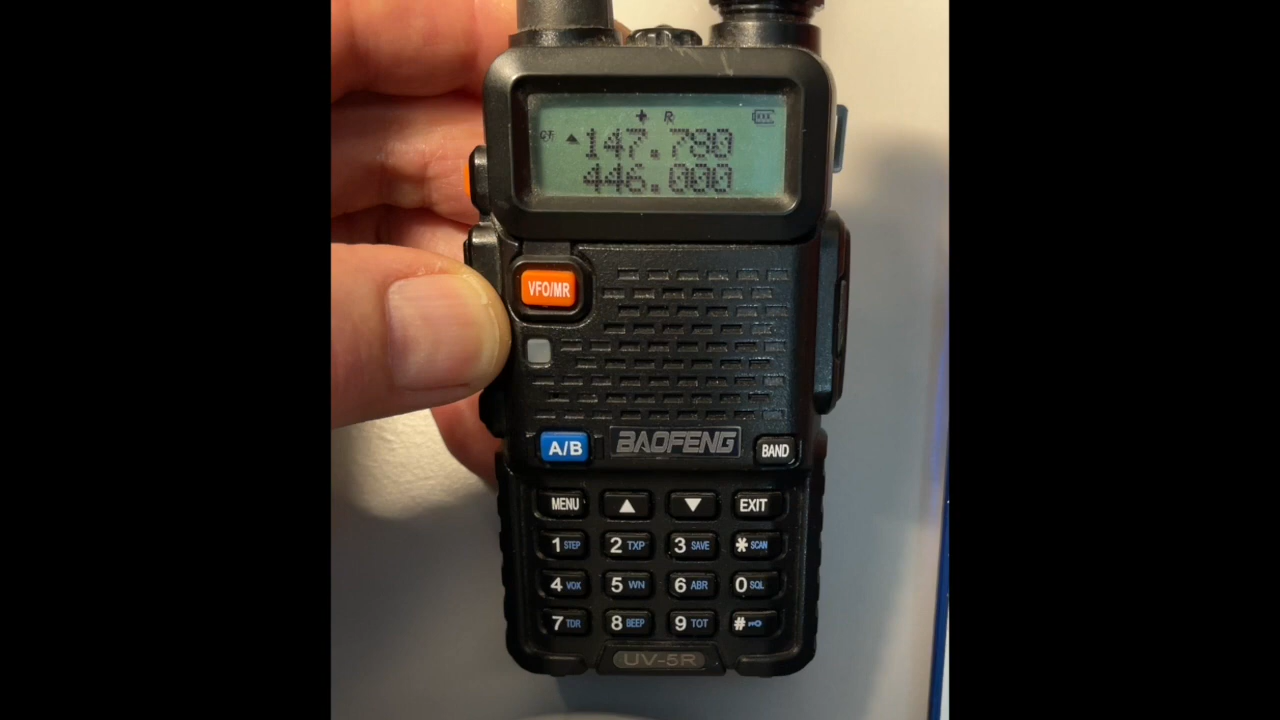 + R
CT ▲147.780
446.000
VFO/MR
A/B BAOFENG BAND
MENU ▲ ▼ EXIT
1 STEP 2 TXP 3 SAVE * SCAN
4 VOX 5 WN 6 ABR 0 SQL
7 TDR 8 BEEP 9 TOT #
UV-5R